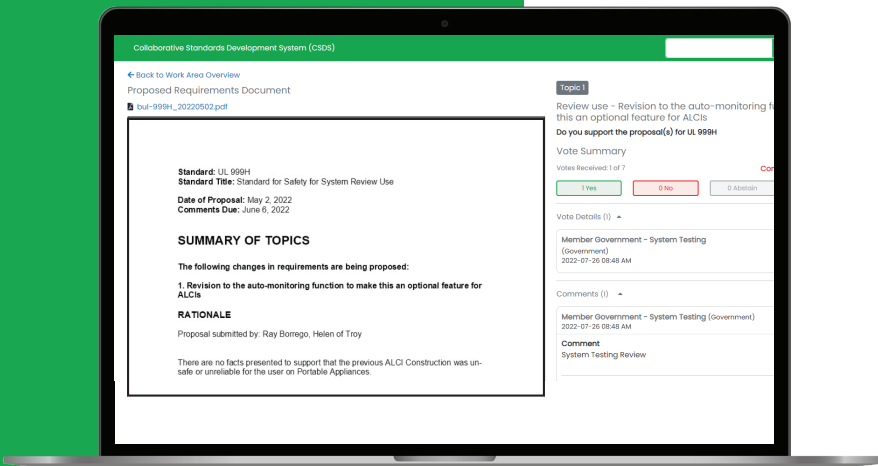 Collaborative Standards Development System (CSDS)
Back to Work Area Overview
Proposed Requirements Document
bul-999H_20220502.pdf
Standard: UL 999H
Standard Title: Standard for Safety for System Review Use
Date of Proposal: May 2, 2022
Comments Due: June 6, 2022
SUMMARY OF TOPICS
The following changes in requirements are being proposed:
1. Revision to the auto-monitoring function to make this an optional feature for
ALCIs
RATIONALE
Proposal submitted by: Ray Borrego, Helen of Troy
There are no facts presented to support that the previous ALCI Construction was un-
safe or unreliable for the user on Portable Appliances.
Topic 1
Review use - Revision to the auto-monitoring
this an optional feature for ALCIs
Do you support the proposal(s) for UL 999H
Vote Summary
Votes Received: 1 of 7
1 Yes
0 No
0 Abstain
Vote Details (1)
Member Government - System Testing
(Government)
2022-07-26 08:48 AM
Comments (1)
Member Government - System Testing (Government)
2022-07-26 08:48 AM
Comment
System Testing Review